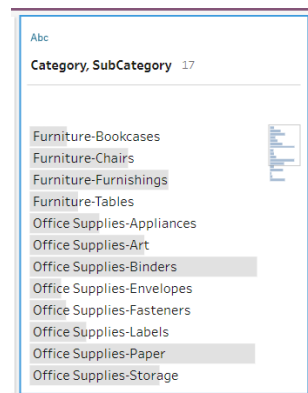 Abc
Category, SubCategory 17
Furniture-Bookcases
Furniture-Chairs
Furniture-Furnishings
Furniture-Tables
Office Supplies-Appliances
Office Supplies-Art
Office Supplies-Binders
Office Supplies-Envelopes
Office Supplies-Fasteners
Office Supplies-Labels
Office Supplies-Paper
Office Supplies-Storage